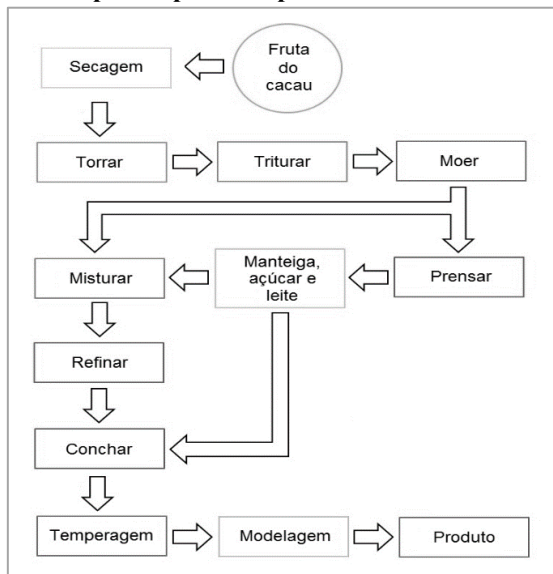 Fruta
do
cacau
Secagem
Torrar
Triturar
Moer
Misturar
Manteiga,
açúcar e
leite
Prensar
Refinar
Conchar
Temperagem
Modelagem
Produto